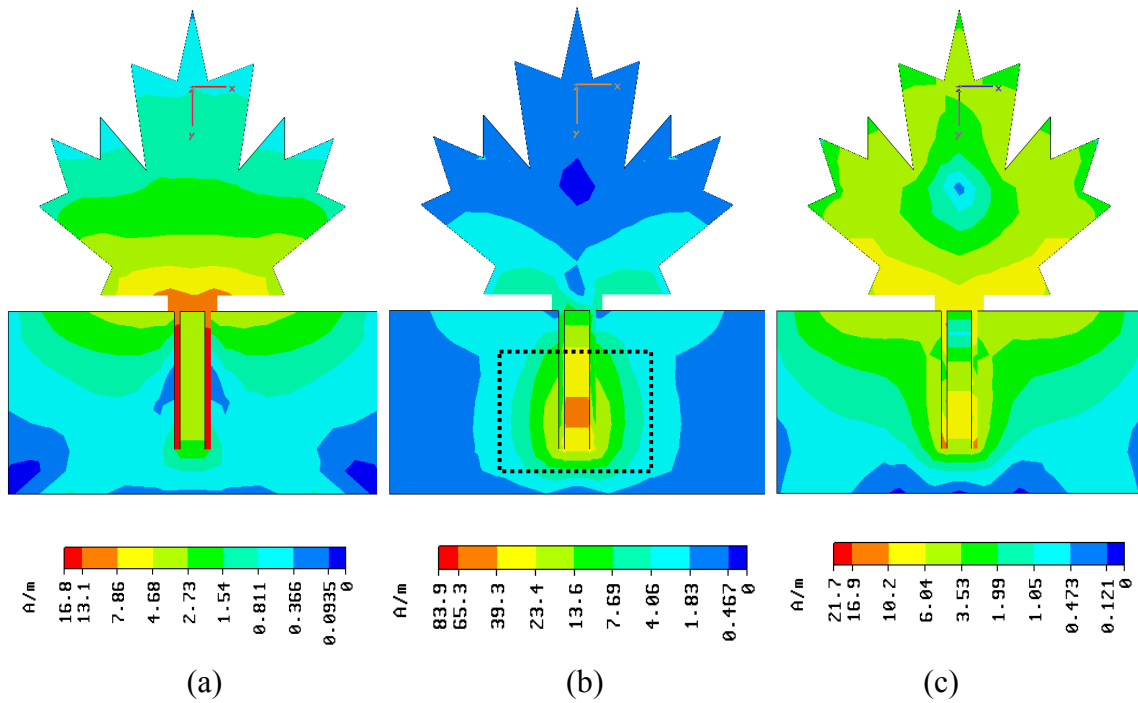 x
z
y
x
z
y
x
z
y
A/m
16.8
13.1
7.86
4.68
2.73
1.54
0.811
0.366
0.0935
0
A/m
83.9
65.3
39.3
23.4
13.6
7.69
4.06
1.83
0.467
0
A/m
21.7
16.9
10.2
6.04
3.53
1.99
1.05
0.473
0.121
0
(a)
(b)
(c)